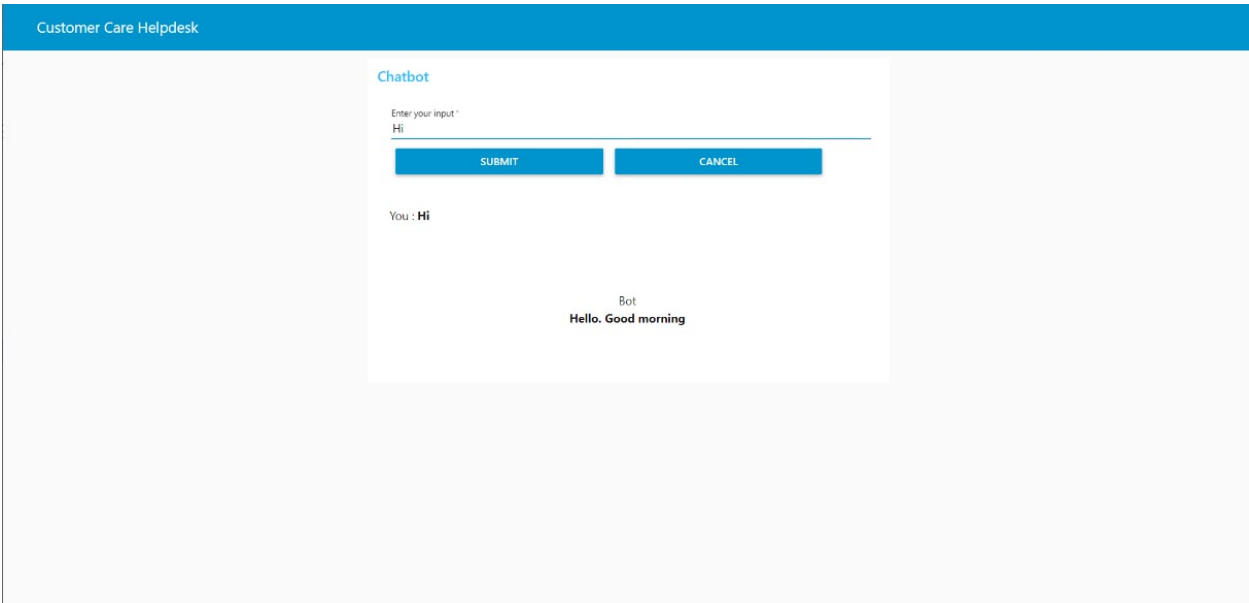 Customer Care Helpdesk
Chatbot
Enter your input *
Hi
SUBMIT CANCEL
You : Hi
Bot
Hello. Good morning